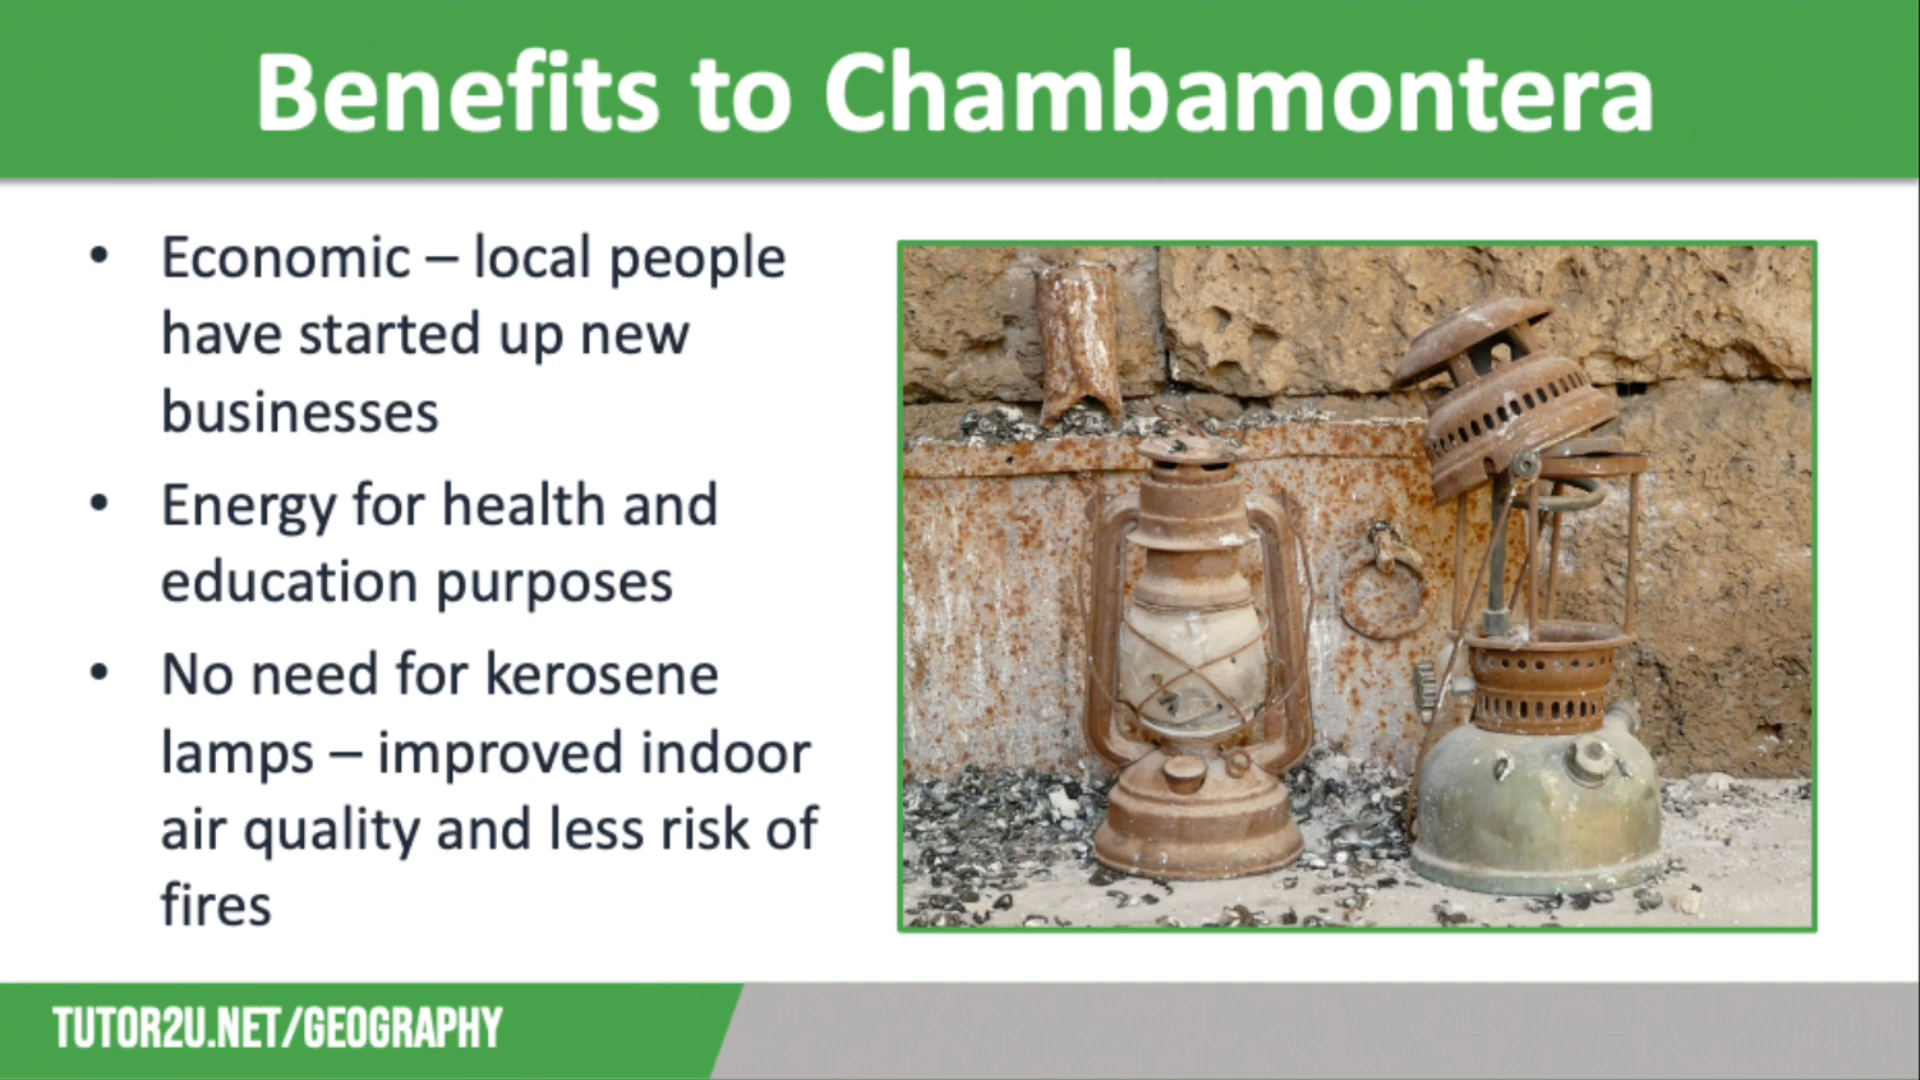 Benefits to Chambamontera
• Economic – local people
have started up new
businesses
• Energy for health and
education purposes
• No need for kerosene
lamps – improved indoor
air quality and less risk of
fires
TUTOR2U.NET/GEOGRAPHY